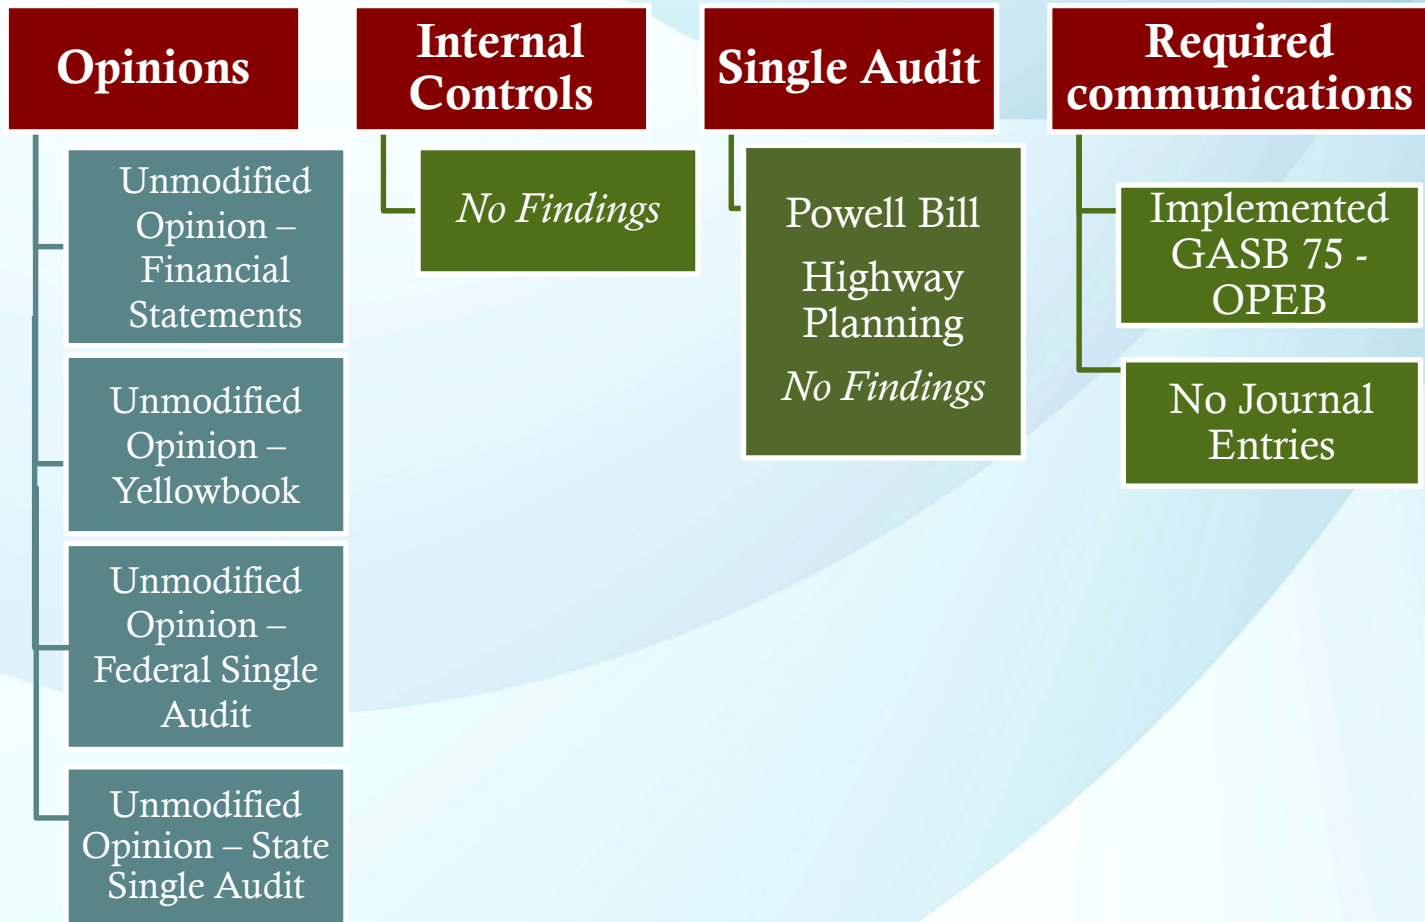 Opinions
Unmodified
Opinion –
Financial
Statements
Unmodified
Opinion –
Yellowbook
Unmodified
Opinion –
Federal Single
Audit
Unmodified
Opinion – State
Single Audit
Internal
Controls
No Findings
Single Audit
Powell Bill
Highway
Planning
No Findings
Required
communications
Implemented
GASB 75 -
OPEB
No Journal
Entries